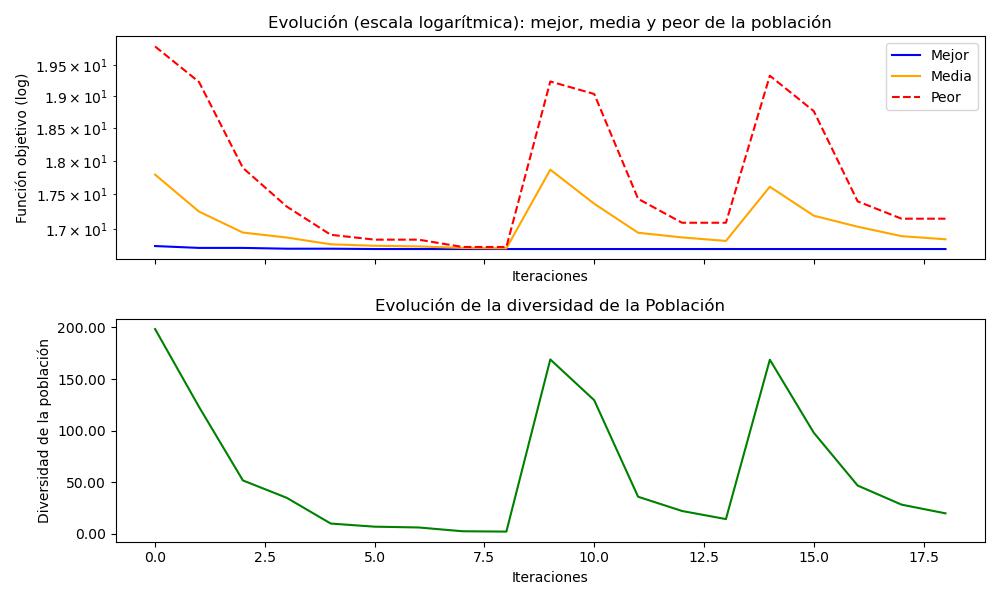 Evolución (escala logarítmica): mejor, media y peor de la población
Función objetivo (log)
1.95 × 10¹
1.9 × 10¹
1.85 × 10¹
1.8 × 10¹
1.75 × 10¹
1.7 × 10¹
Mejor
Media
Peor
Iteraciones
Evolución de la diversidad de la Población
Diversidad de la población
200.00
150.00
100.00
50.00
0.00
0.0 2.5 5.0 7.5 10.0 12.5 15.0 17.5
Iteraciones